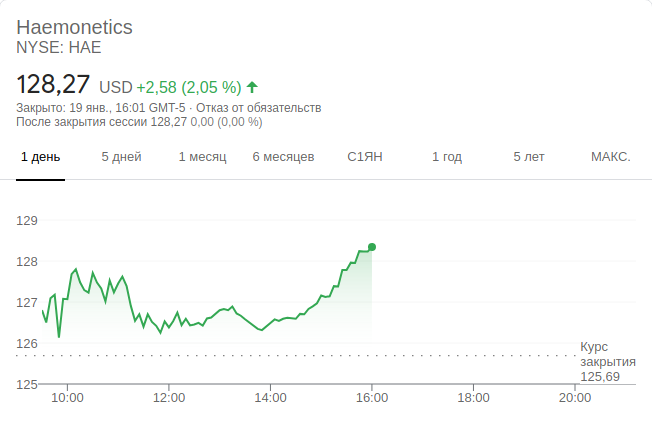 Haemonetics
NYSE: HAE
128,27 USD +2,58 (2,05 %)
Закрыто: 19 янв., 16:01 GMT-5 · Отказ от обязательств
После закрытия сессии 128,27 0,00 (0,00 %)
1 день 5 дней 1 месяц 6 месяцев С1ЯН 1 год 5 лет МАКС.
129
128
127
126
Курс
закрытия
125,69
125
10:00 12:00 14:00 16:00 18:00 20:00